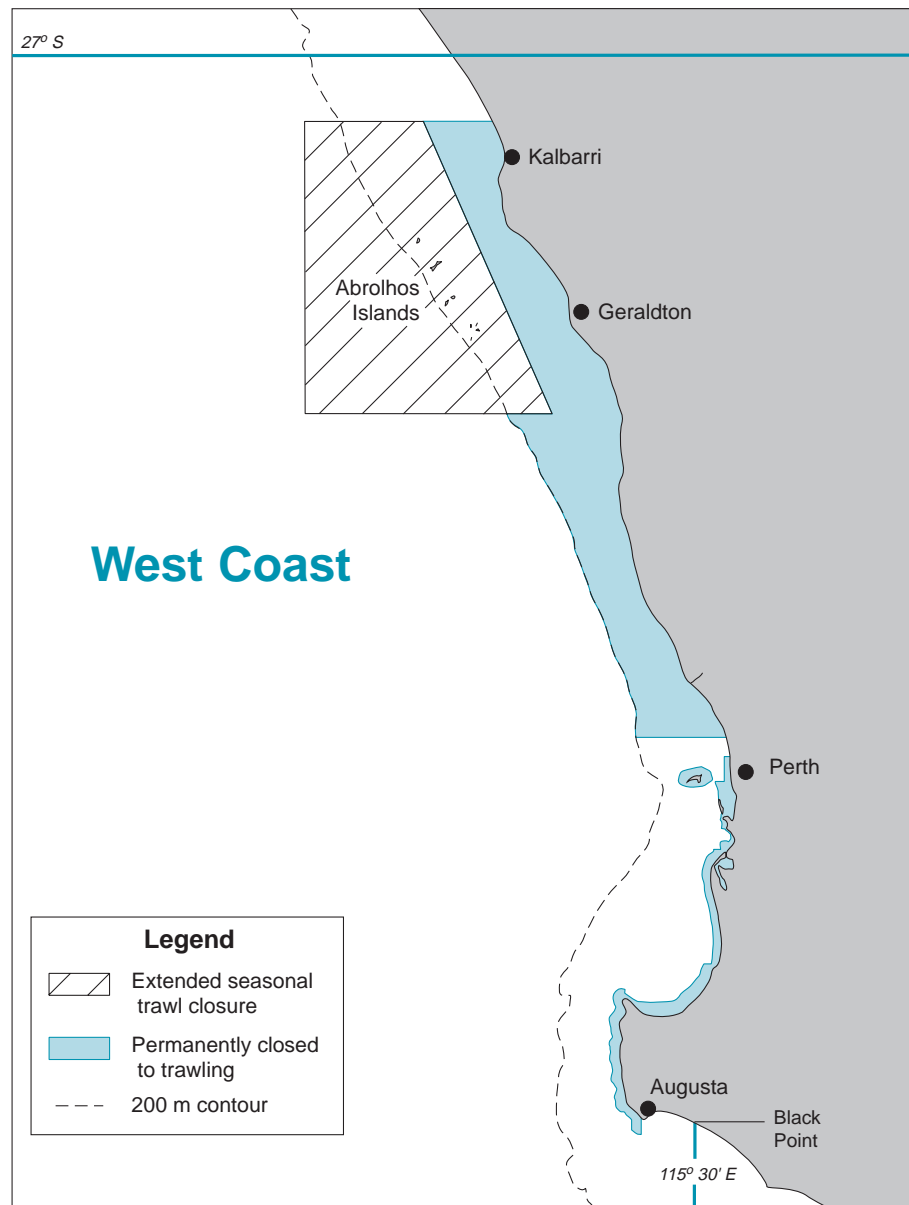 27° S
Kalbarri
Abrolhos
Islands
Geraldton
West Coast
Perth
Legend
Extended seasonal
trawl closure
Permanently closed
to trawling
200 m contour
Augusta
Black
Point
115° 30' E